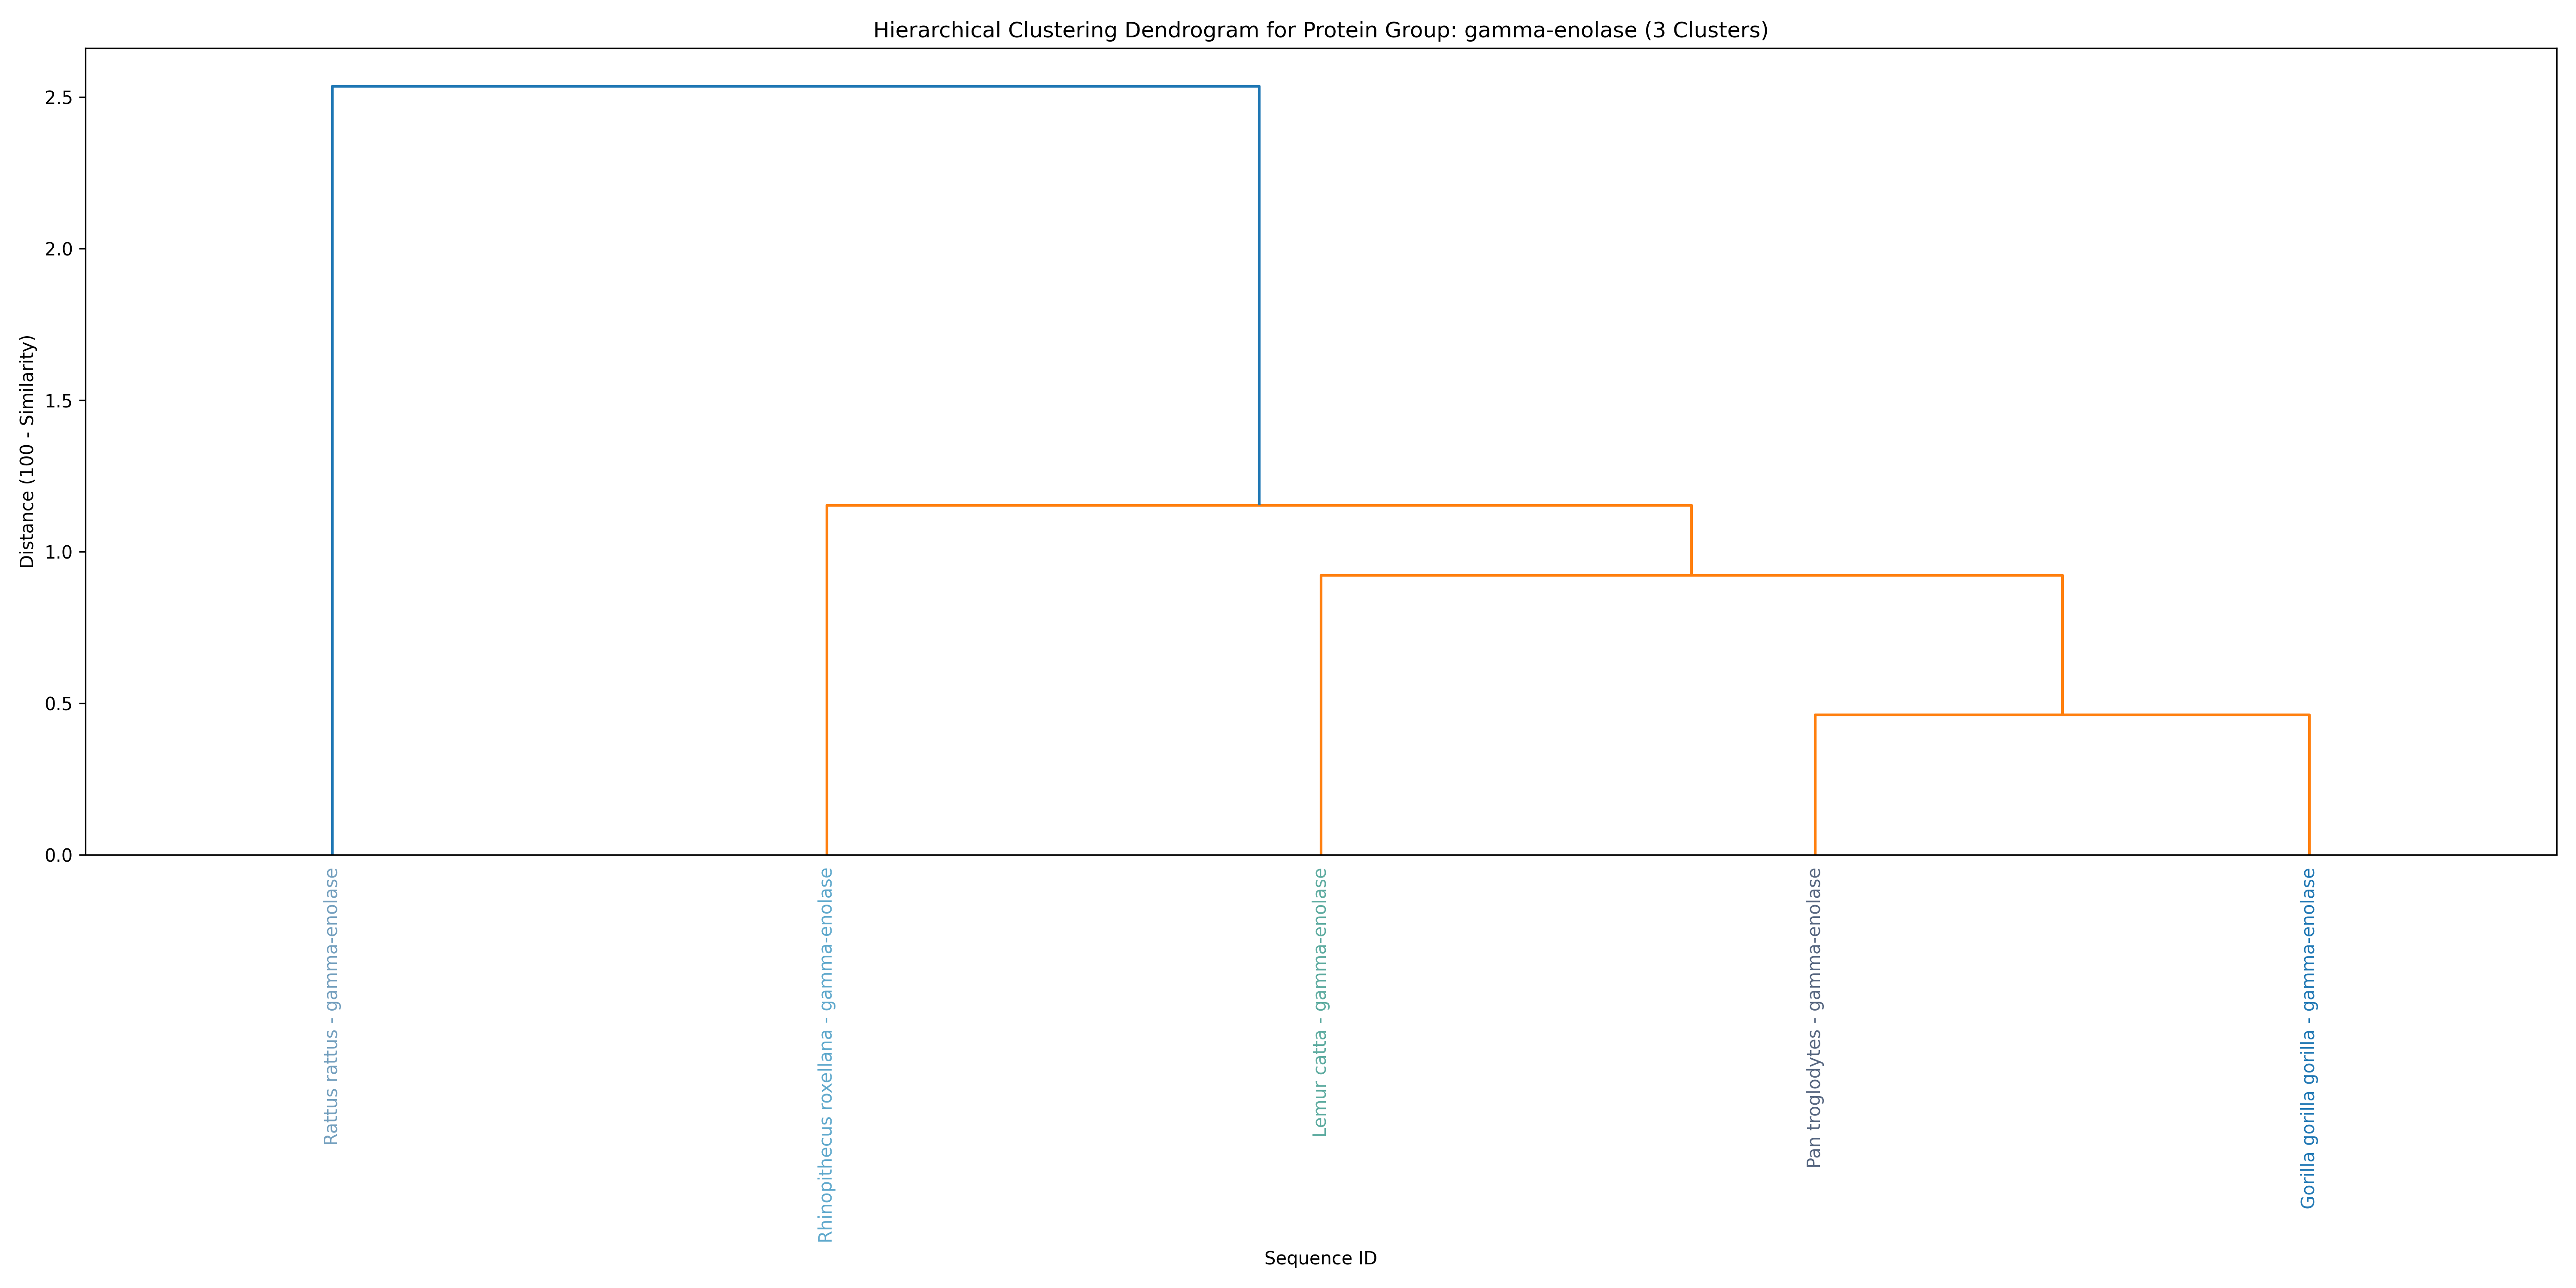 Hierarchical Clustering Dendrogram for Protein Group: gamma-enolase (3 Clusters)
Distance (100 - Similarity)
2.5
2.0
1.5
1.0
0.5
0.0
Rattus rattus - gamma-enolase
Rhinopithecus roxellana - gamma-enolase
Lemur catta - gamma-enolase
Pan troglodytes - gamma-enolase
Gorilla gorilla gorilla - gamma-enolase
Sequence ID